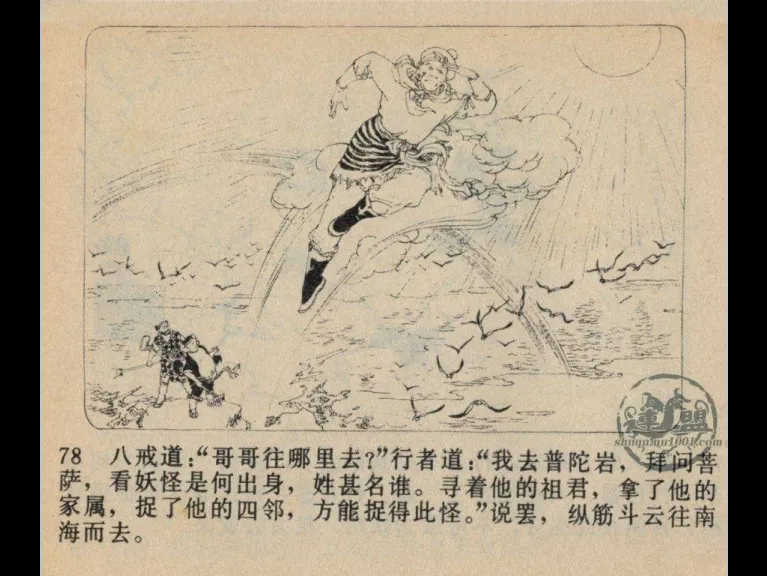 78 八戒道：“哥哥往哪里去？”行者道：“我去普陀岩，拜问菩
萨，看妖怪是何出身，姓甚名谁。寻着他的祖君，拿了他的
家属，捉了他的四邻，方能捉得此怪。”说罢，纵筋斗云往南
海而去。
連盟
shuqusu1001.com